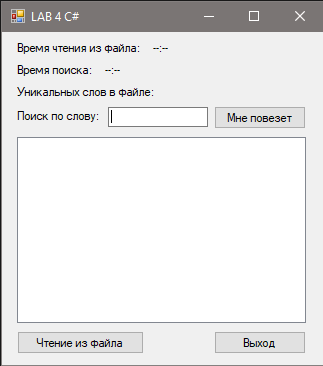 LAB 4 C#
Время чтения из файла: --:--
Время поиска: --:--
Уникальных слов в файле:
Поиск по слову: Мне повезет
Чтение из файла Выход